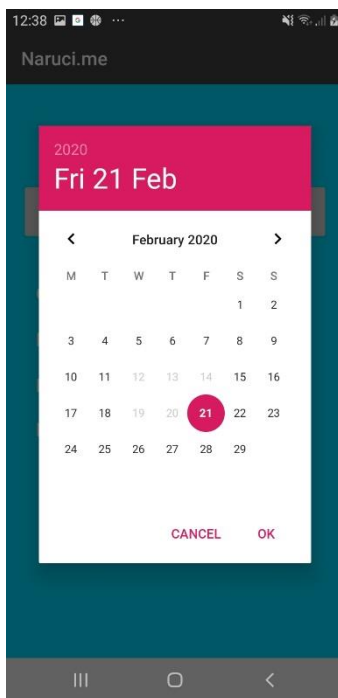 12:38
Naruci.me
2020
Fri 21 Feb
February 2020
M T W T F S S
1 2
3 4 5 6 7 8 9
10 11 12 13 14 15 16
17 18 19 20 21 22 23
24 25 26 27 28 29
CANCEL OK